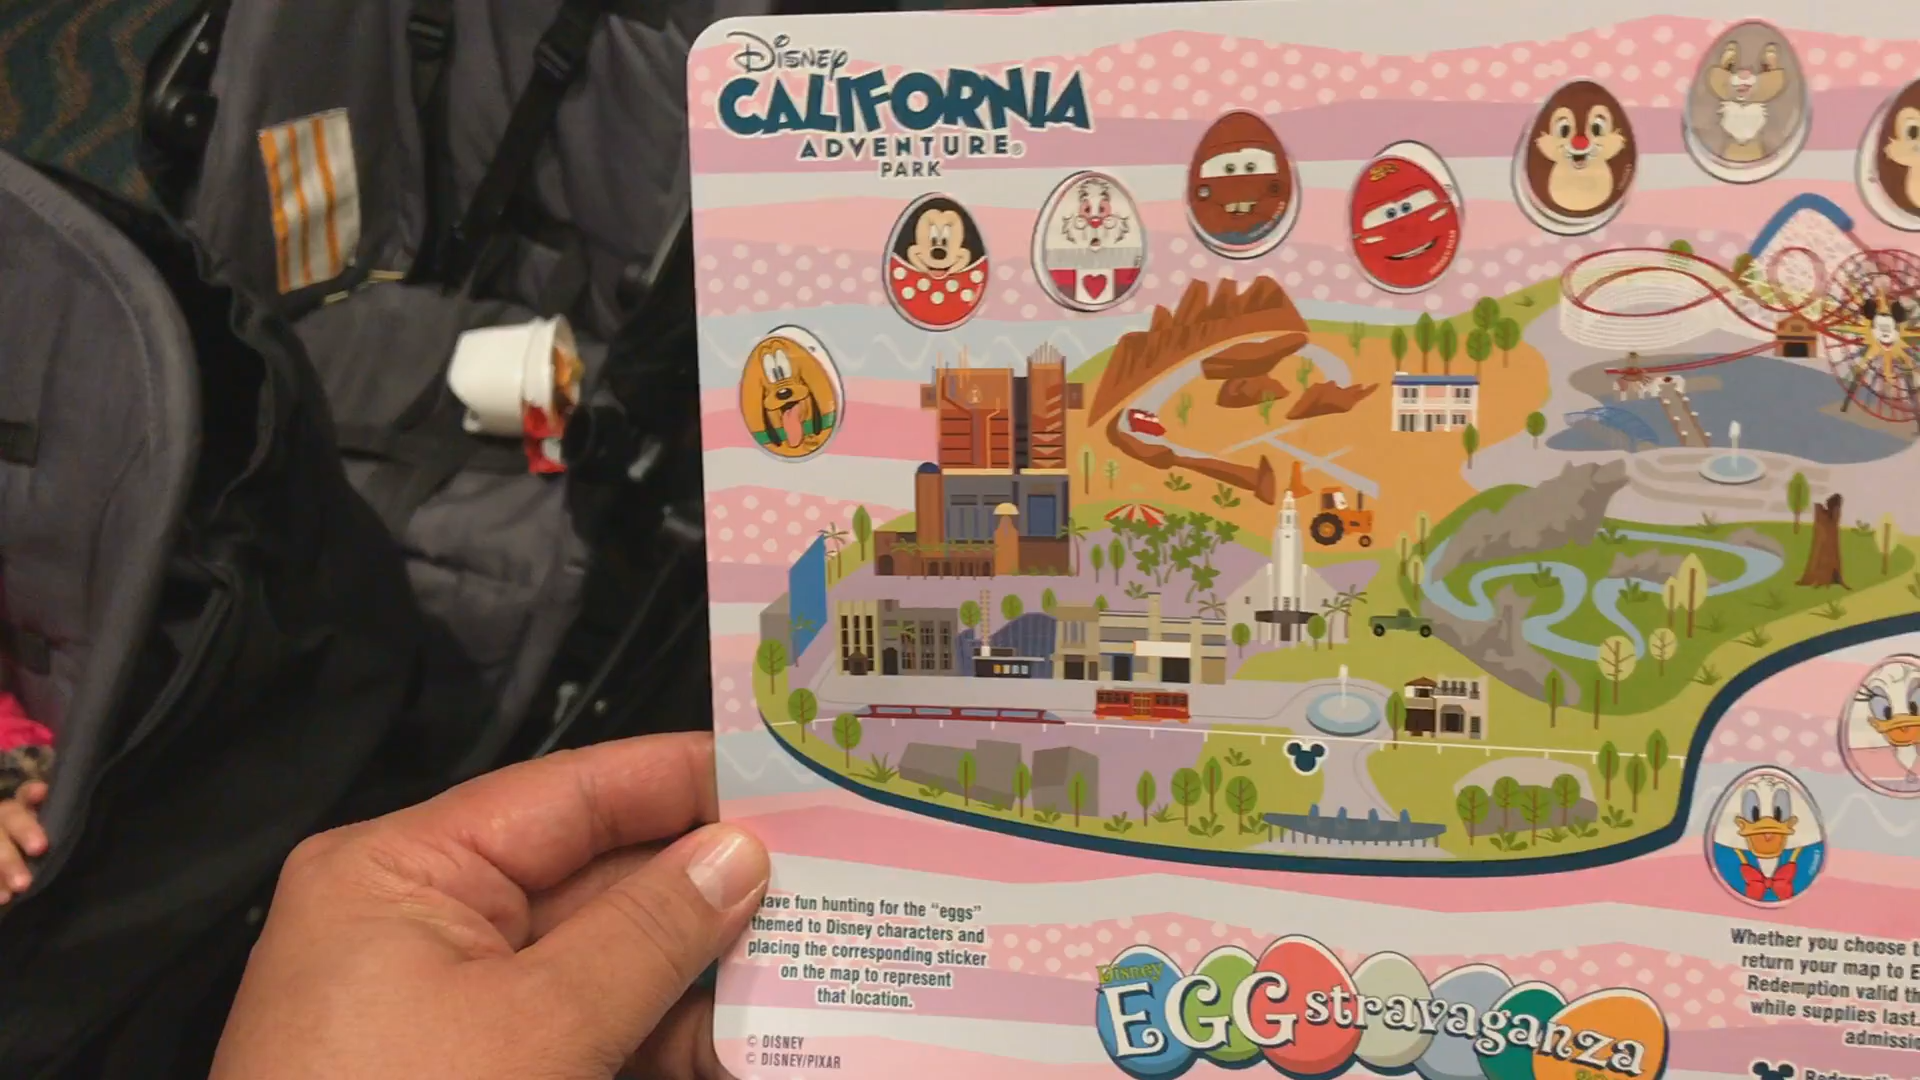 Disney
CALIFORNIA
ADVENTURE®
PARK
ave fun hunting for the "eggs"
themed to Disney characters and
placing the corresponding sticker
on the map to represent
that location.
© DISNEY
© DISNEY/PIXAR
Disney
EGGstravaganza
Whether you choose t
return your map to E
Redemption valid th
while supplies last.
admissio